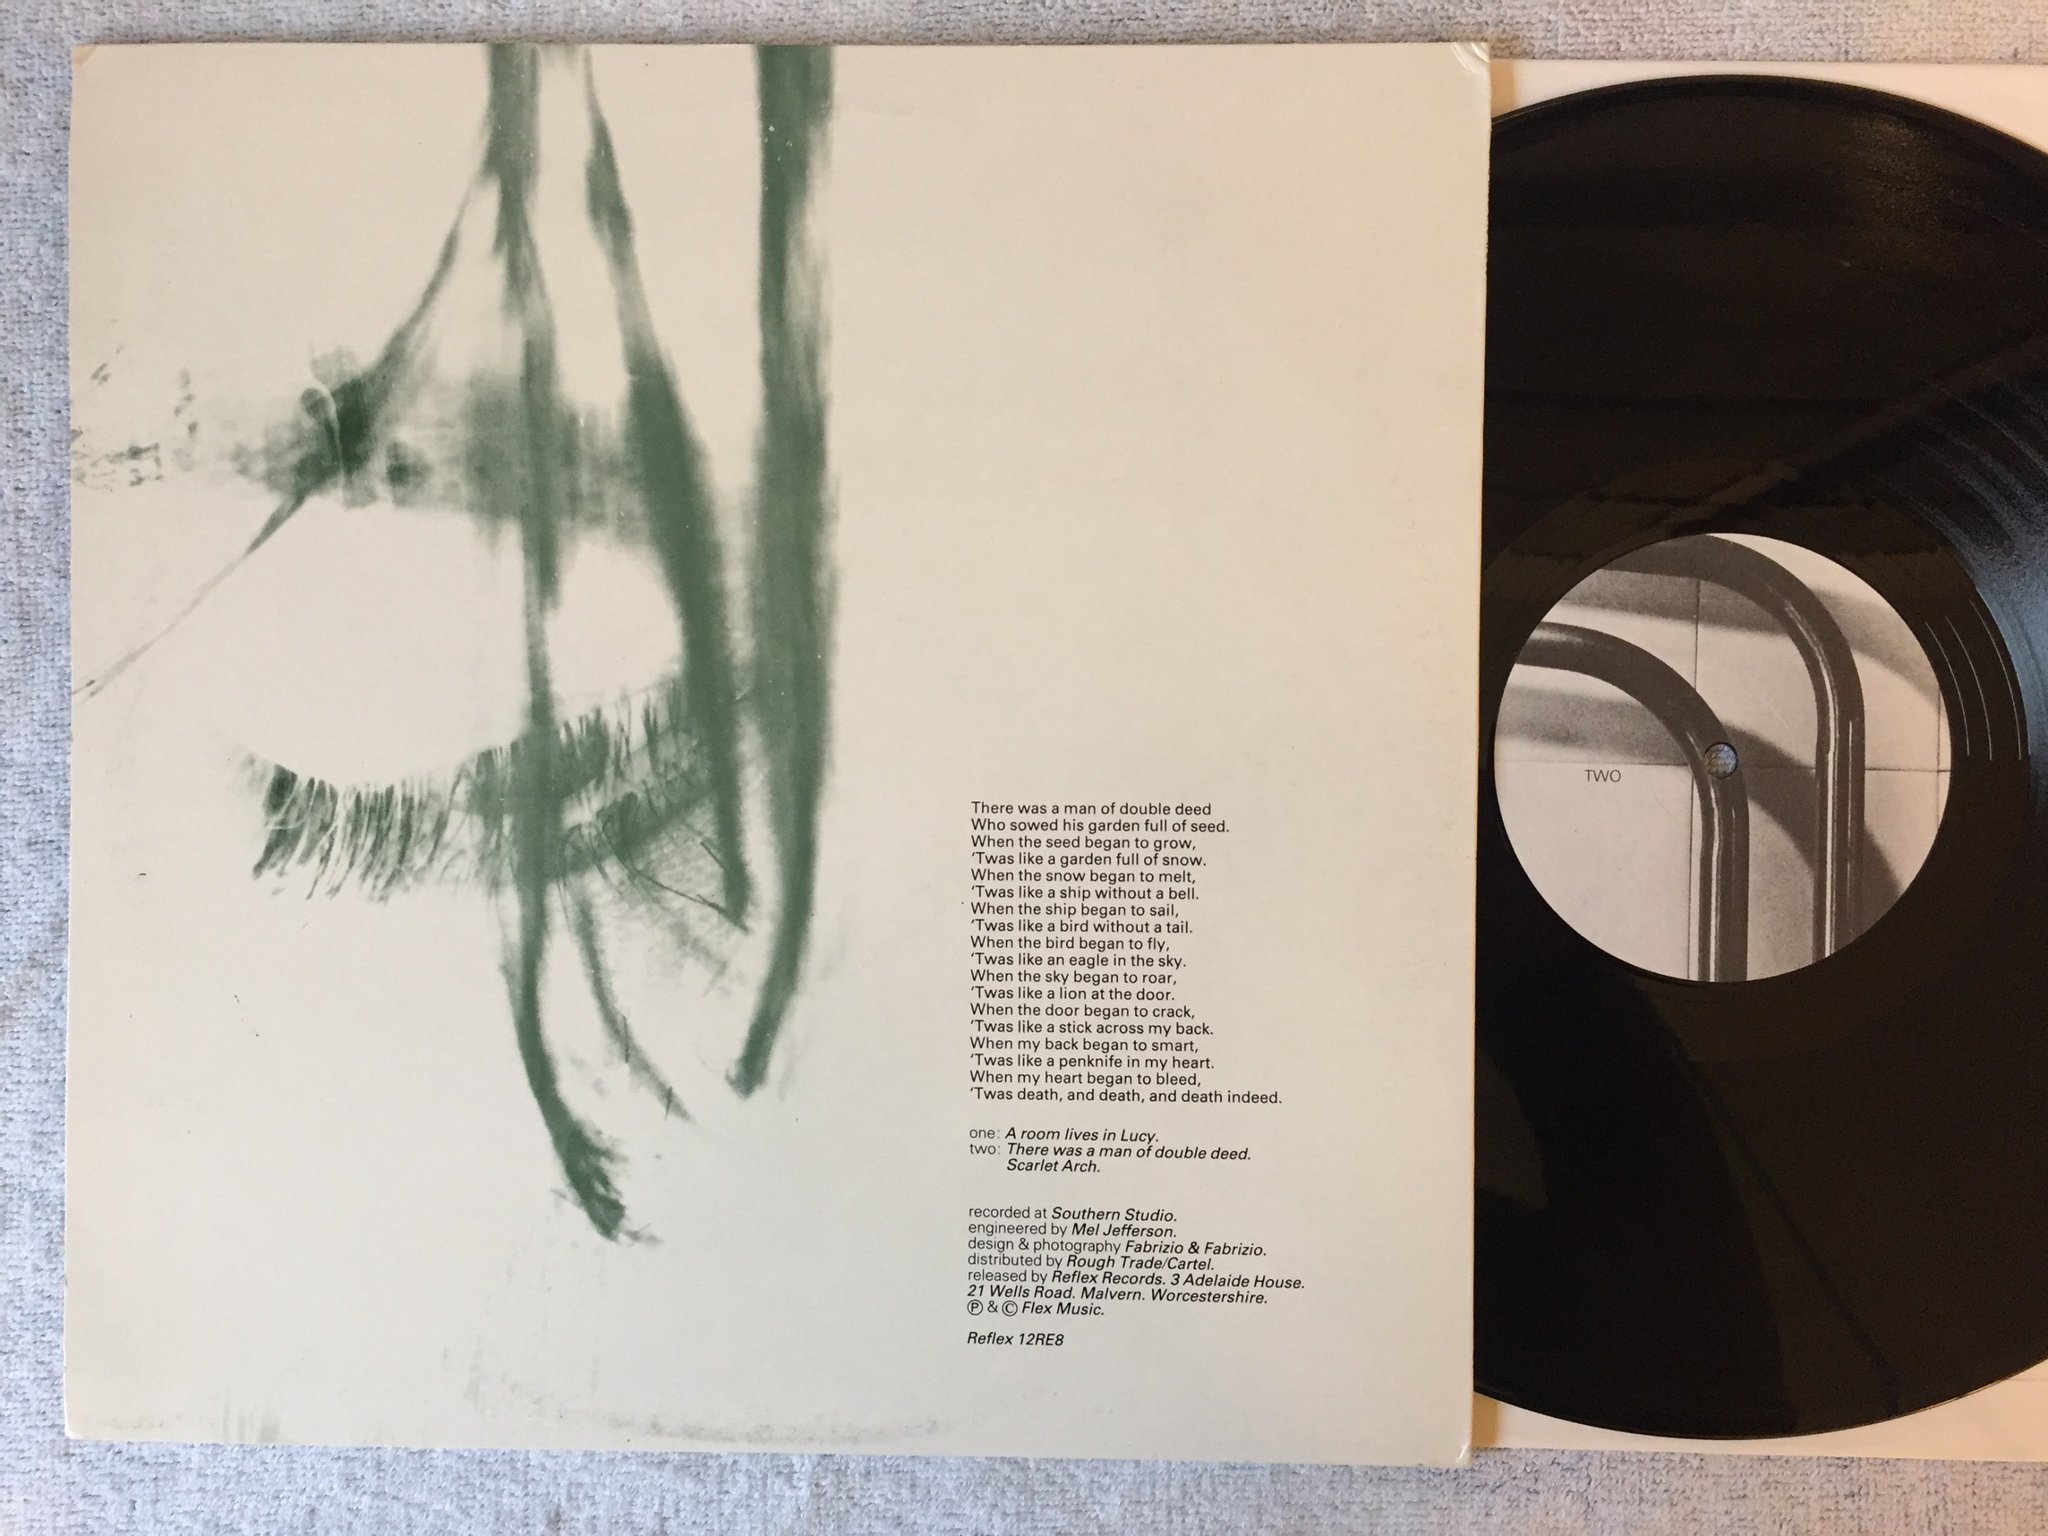 There was a man of double deed
Who sowed his garden full of seed.
When the seed began to grow,
‘Twas like a garden full of snow.
When the snow began to melt,
‘Twas like a ship without a bell.
When the ship began to sail,
‘Twas like a bird without a tail.
When the bird began to fly,
‘Twas like an eagle in the sky.
When the sky began to roar,
‘Twas like a lion at the door.
When the door began to crack,
‘Twas like a stick across my back.
When my back began to smart,
‘Twas like a penknife in my heart.
When my heart began to bleed,
‘Twas death, and death, and death indeed.
one: A room lives in Lucy.
two: There was a man of double deed.
Scarlet Arch.
recorded at Southern Studio.
engineered by Mel Jefferson.
design & photography Fabrizio & Fabrizio.
distributed by Rough Trade/Cartel.
released by Reflex Records. 3 Adelaide House.
21 Wells Road. Malvern. Worcestershire.
Ⓟ & © Flex Music.
Reflex 12RE8
TWO